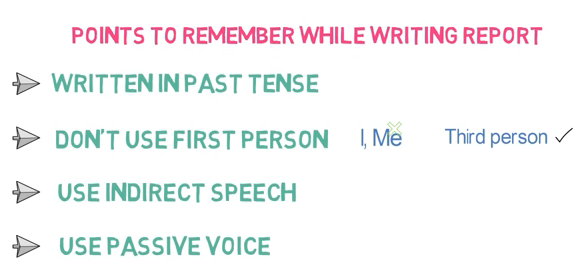 POINTS TO REMEMBER WHILE WRITING REPORT
WRITTEN IN PAST TENSE
DON'T USE FIRST PERSON I, Me Third person
USE INDIRECT SPEECH
USE PASSIVE VOICE